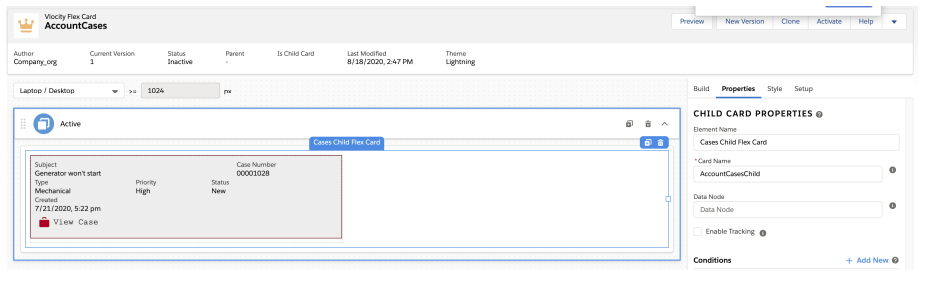 Vlocity Flex Card
AccountCases
Preview New Version Clone Activate Help
Author Current Version Status Parent Is Child Card Last Modified Theme
Company_org 1 Inactive - 8/18/2020, 2:47 PM Lightning
Laptop / Desktop >= 1024 px
Build Properties Style Setup
Active
CHILD CARD PROPERTIES
Element Name
Cases Child Flex Card
Cases Child Flex Card
*Card Name
AccountCasesChild
Data Node
Data Node
Enable Tracking
Conditions + Add New
Subject Case Number
Generator won't start 00001028
Type Priority Status
Mechanical High New
Created
7/21/2020, 5:22 pm
View Case